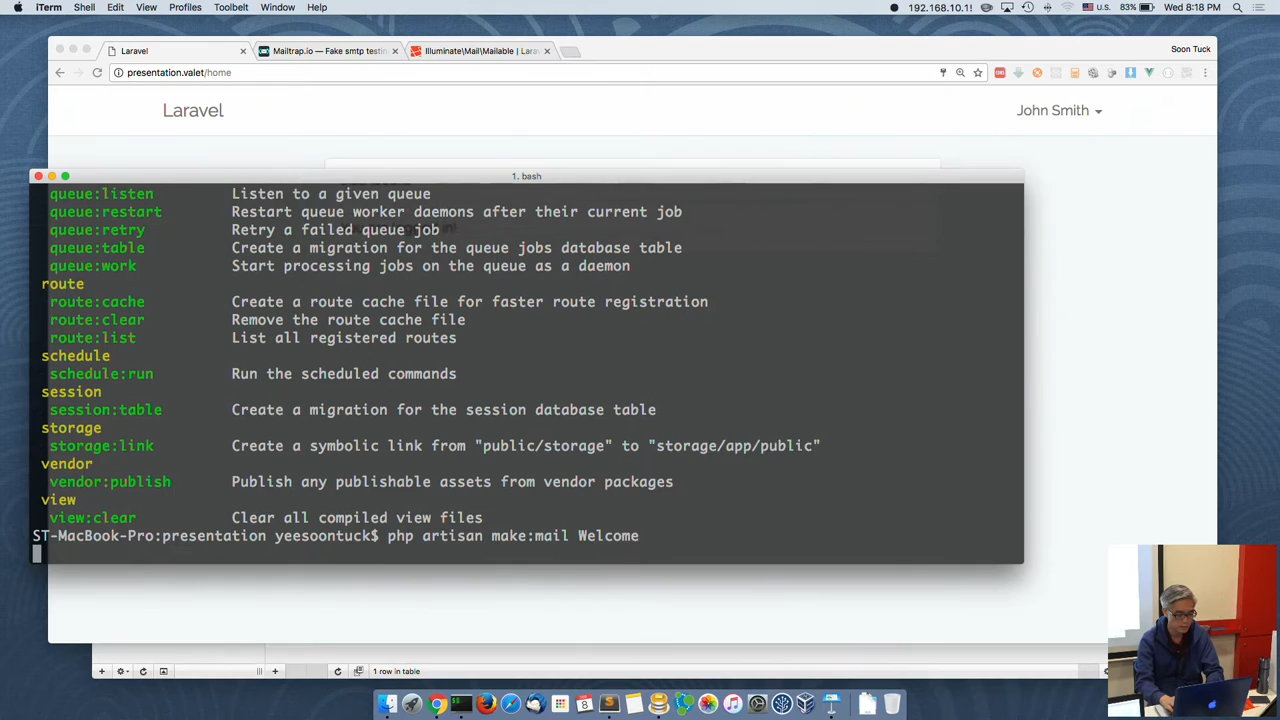 iTerm Shell Edit View Profiles Toolbelt Window Help 192.168.10.1! U.S. 83% Wed 8:18 PM
Laravel Mailtrap.io — Fake smtp testin Illuminate\Mail\Mailable | Lara Soon Tuck
presentation.valet/home
Laravel John Smith
1. bash
queue:listen Listen to a given queue
queue:restart Restart queue worker daemons after their current job
queue:retry Retry a failed queue job
queue:table Create a migration for the queue jobs database table
queue:work Start processing jobs on the queue as a daemon
route
route:cache Create a route cache file for faster route registration
route:clear Remove the route cache file
route:list List all registered routes
schedule
schedule:run Run the scheduled commands
session
session:table Create a migration for the session database table
storage
storage:link Create a symbolic link from "public/storage" to "storage/app/public"
vendor
vendor:publish Publish any publishable assets from vendor packages
view
view:clear Clear all compiled view files
ST-MacBook-Pro:presentation yeesoontuck$ php artisan make:mail Welcome
1 row in table